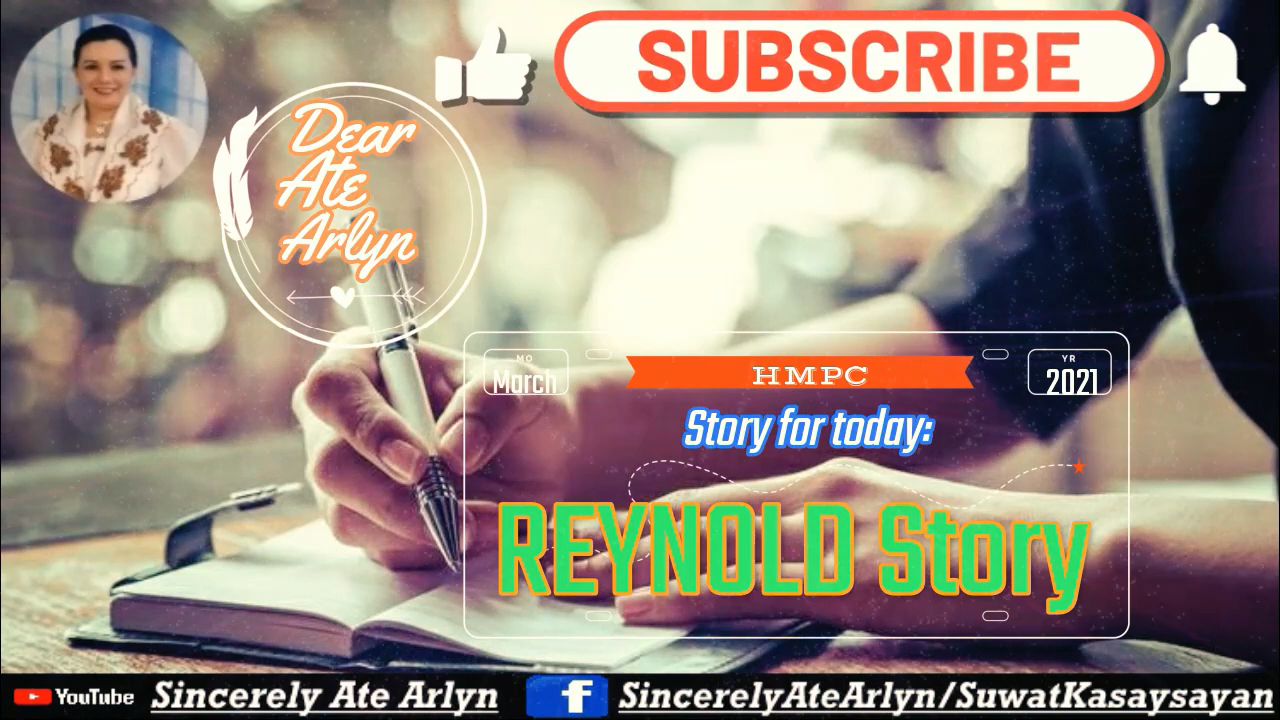 SUBSCRIBE
Dear
Ate
Arlyn
MO
March
HMPC
YR
2021
Story for today:
REYNOLD Story
YouTube Sincerely Ate Arlyn f SincerelyAteArlyn/SuwatKasaysayan